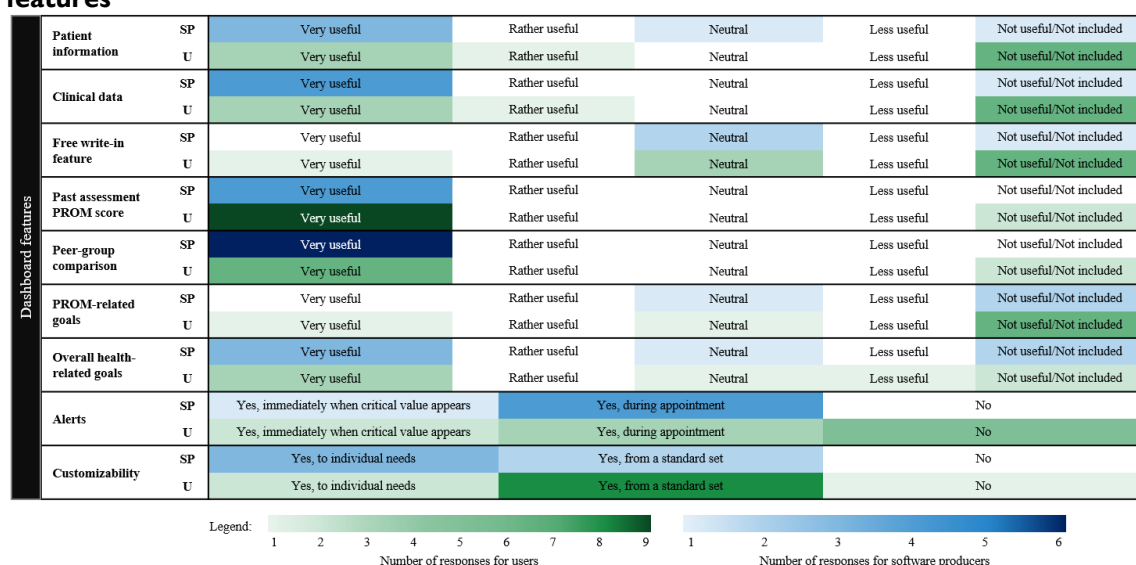 features
Dashboard features
Patient information SP Very useful Rather useful Neutral Less useful Not useful/Not included
U Very useful Rather useful Neutral Less useful Not useful/Not included
Clinical data SP Very useful Rather useful Neutral Less useful Not useful/Not included
U Very useful Rather useful Neutral Less useful Not useful/Not included
Free write-in feature SP Very useful Rather useful Neutral Less useful Not useful/Not included
U Very useful Rather useful Neutral Less useful Not useful/Not included
Past assessment PROM score SP Very useful Rather useful Neutral Less useful Not useful/Not included
U Very useful Rather useful Neutral Less useful Not useful/Not included
Peer-group comparison SP Very useful Rather useful Neutral Less useful Not useful/Not included
U Very useful Rather useful Neutral Less useful Not useful/Not included
PROM-related goals SP Very useful Rather useful Neutral Less useful Not useful/Not included
U Very useful Rather useful Neutral Less useful Not useful/Not included
Overall health-related goals SP Very useful Rather useful Neutral Less useful Not useful/Not included
U Very useful Rather useful Neutral Less useful Not useful/Not included
Alerts SP Yes, immediately when critical value appears Yes, during appointment No
U Yes, immediately when critical value appears Yes, during appointment No
Customizability SP Yes, to individual needs Yes, from a standard set No
U Yes, to individual needs Yes, from a standard set No
Legend:
1 2 3 4 5 6 7 8 9
Number of responses for users
1 2 3 4 5 6
Number of responses for software producers